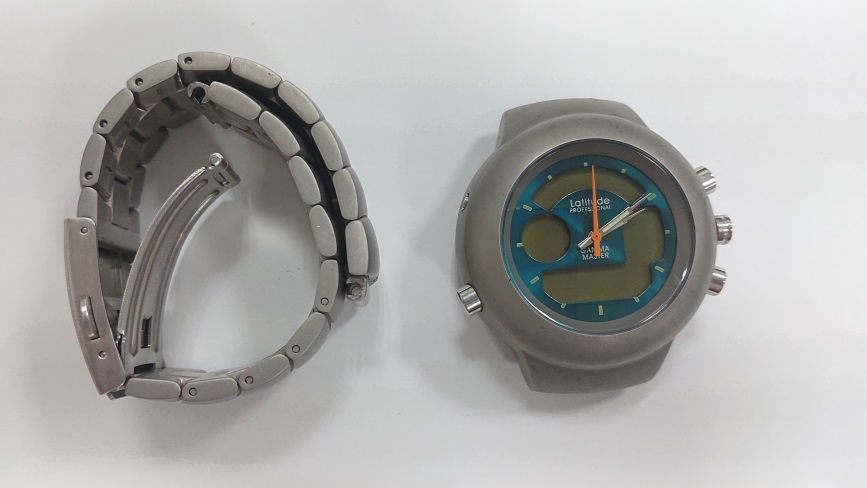 Latitude
PROFESSIONAL
GAMMA
MASTER